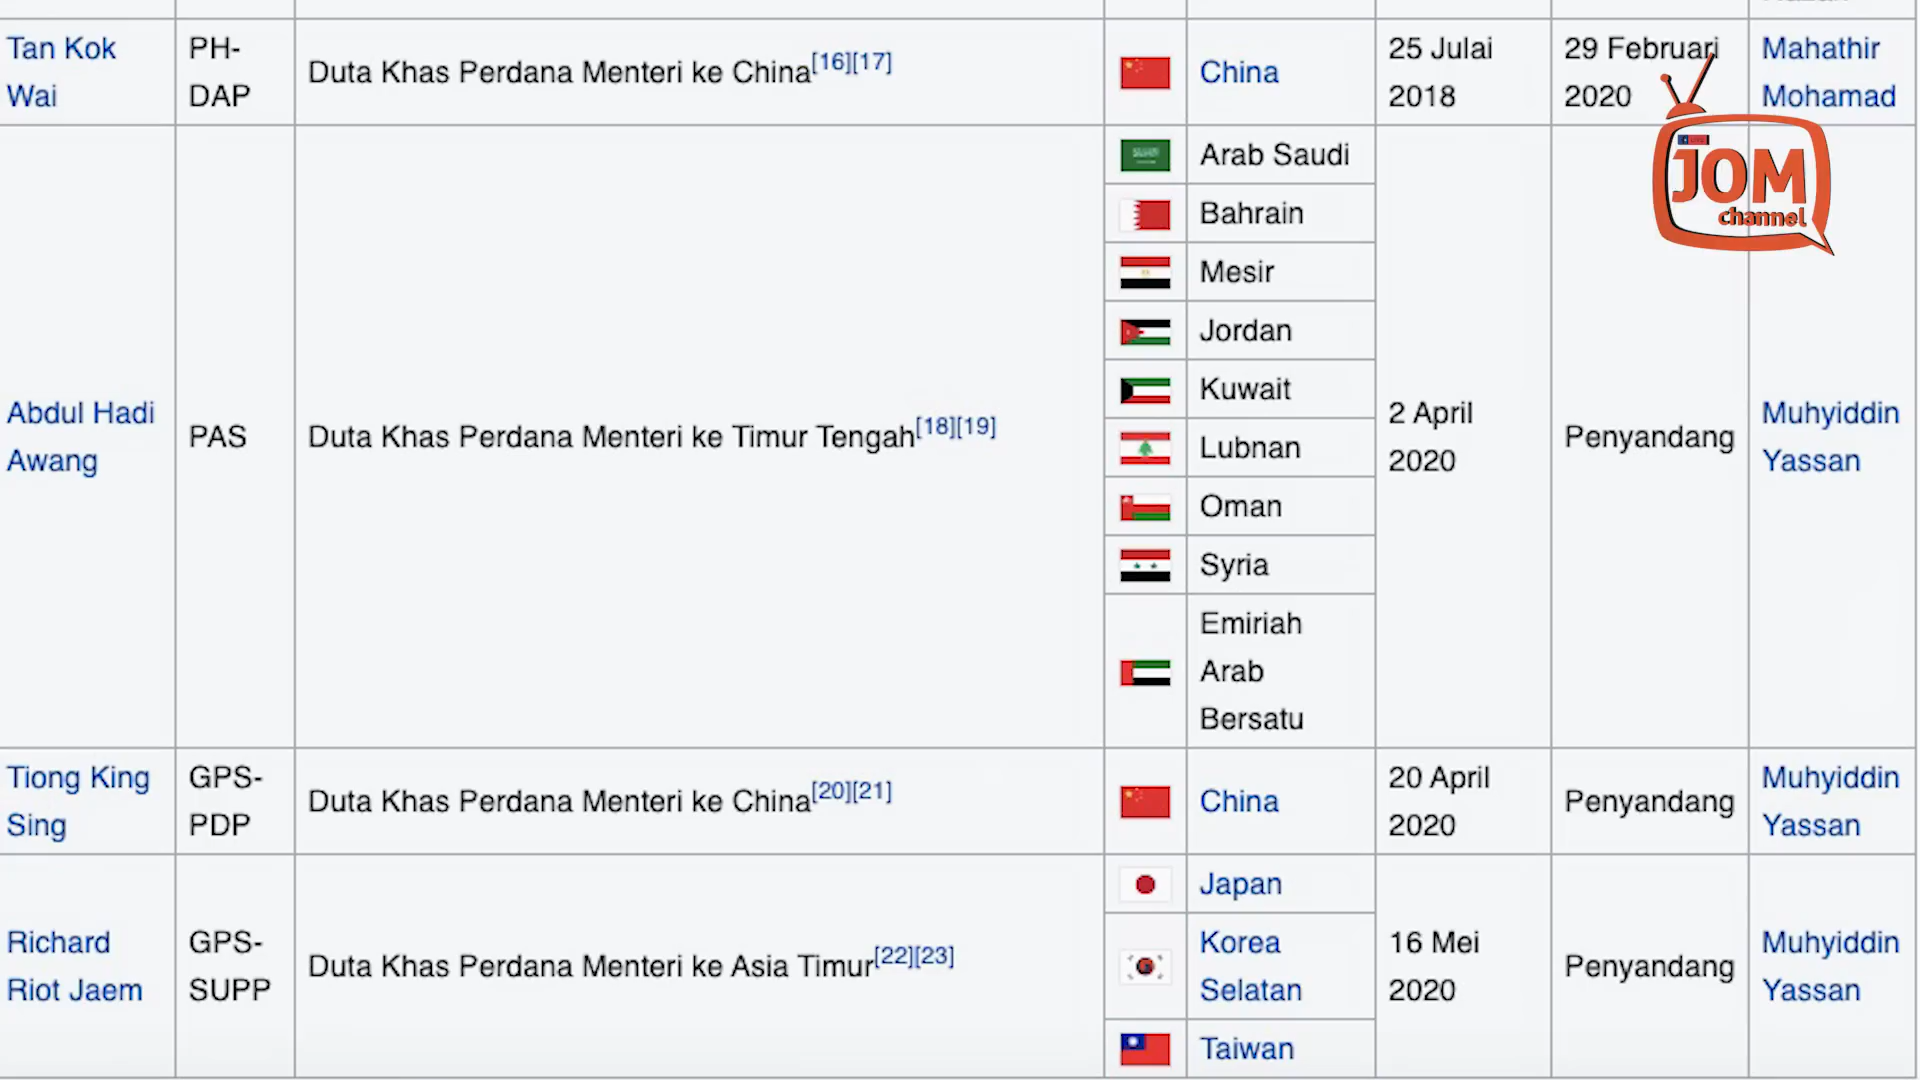 Tan Kok
Wai
PH-
DAP
Duta Khas Perdana Menteri ke China[16][17]
China
25 Julai
2018
29 Februari
2020
Mahathir
Mohamad
JOM
channel
Abdul Hadi
Awang
PAS
Duta Khas Perdana Menteri ke Timur Tengah[18][19]
Arab Saudi
Bahrain
Mesir
Jordan
Kuwait
Lubnan
Oman
Syria
Emiriah
Arab
Bersatu
2 April
2020
Penyandang
Muhyiddin
Yassan
Tiong King
Sing
GPS-
PDP
Duta Khas Perdana Menteri ke China[20][21]
China
20 April
2020
Penyandang
Muhyiddin
Yassan
Richard
Riot Jaem
GPS-
SUPP
Duta Khas Perdana Menteri ke Asia Timur[22][23]
Japan
Korea
Selatan
Taiwan
16 Mei
2020
Penyandang
Muhyiddin
Yassan